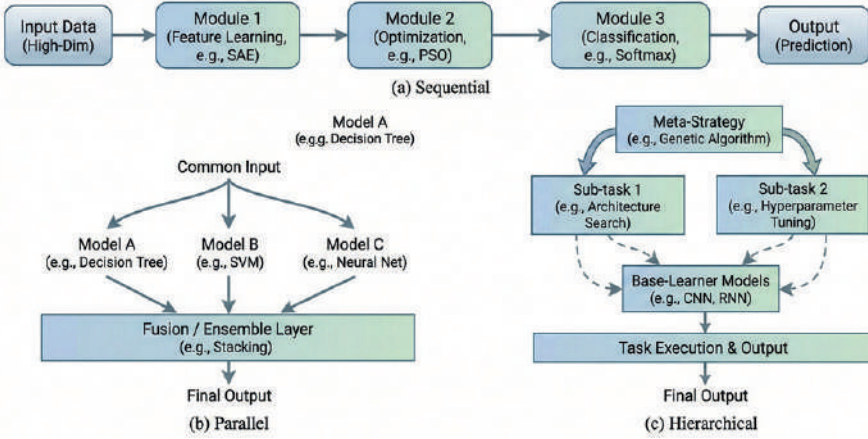 Input Data
(High-Dim)
Module 1
(Feature Learning,
e.g., SAE)
Module 2
(Optimization,
e.g., PSO)
Module 3
(Classification,
e.g., Softmax)
Output
(Prediction)
(a) Sequential
Model A
(e.g.g. Decision Tree)
Common Input
Model A
(e.g., Decision Tree)
Model B
(e.g., SVM)
Model C
(e.g., Neural Net)
Fusion / Ensemble Layer
(e.g., Stacking)
Final Output
(b) Parallel
Meta-Strategy
(e.g., Genetic Algorithm)
Sub-task 1
(e.g., Architecture
Search)
Sub-task 2
(e.g., Hyperparameter
Tuning)
Base-Learner Models
(e.g., CNN, RNN)
Task Execution & Output
Final Output
(c) Hierarchical